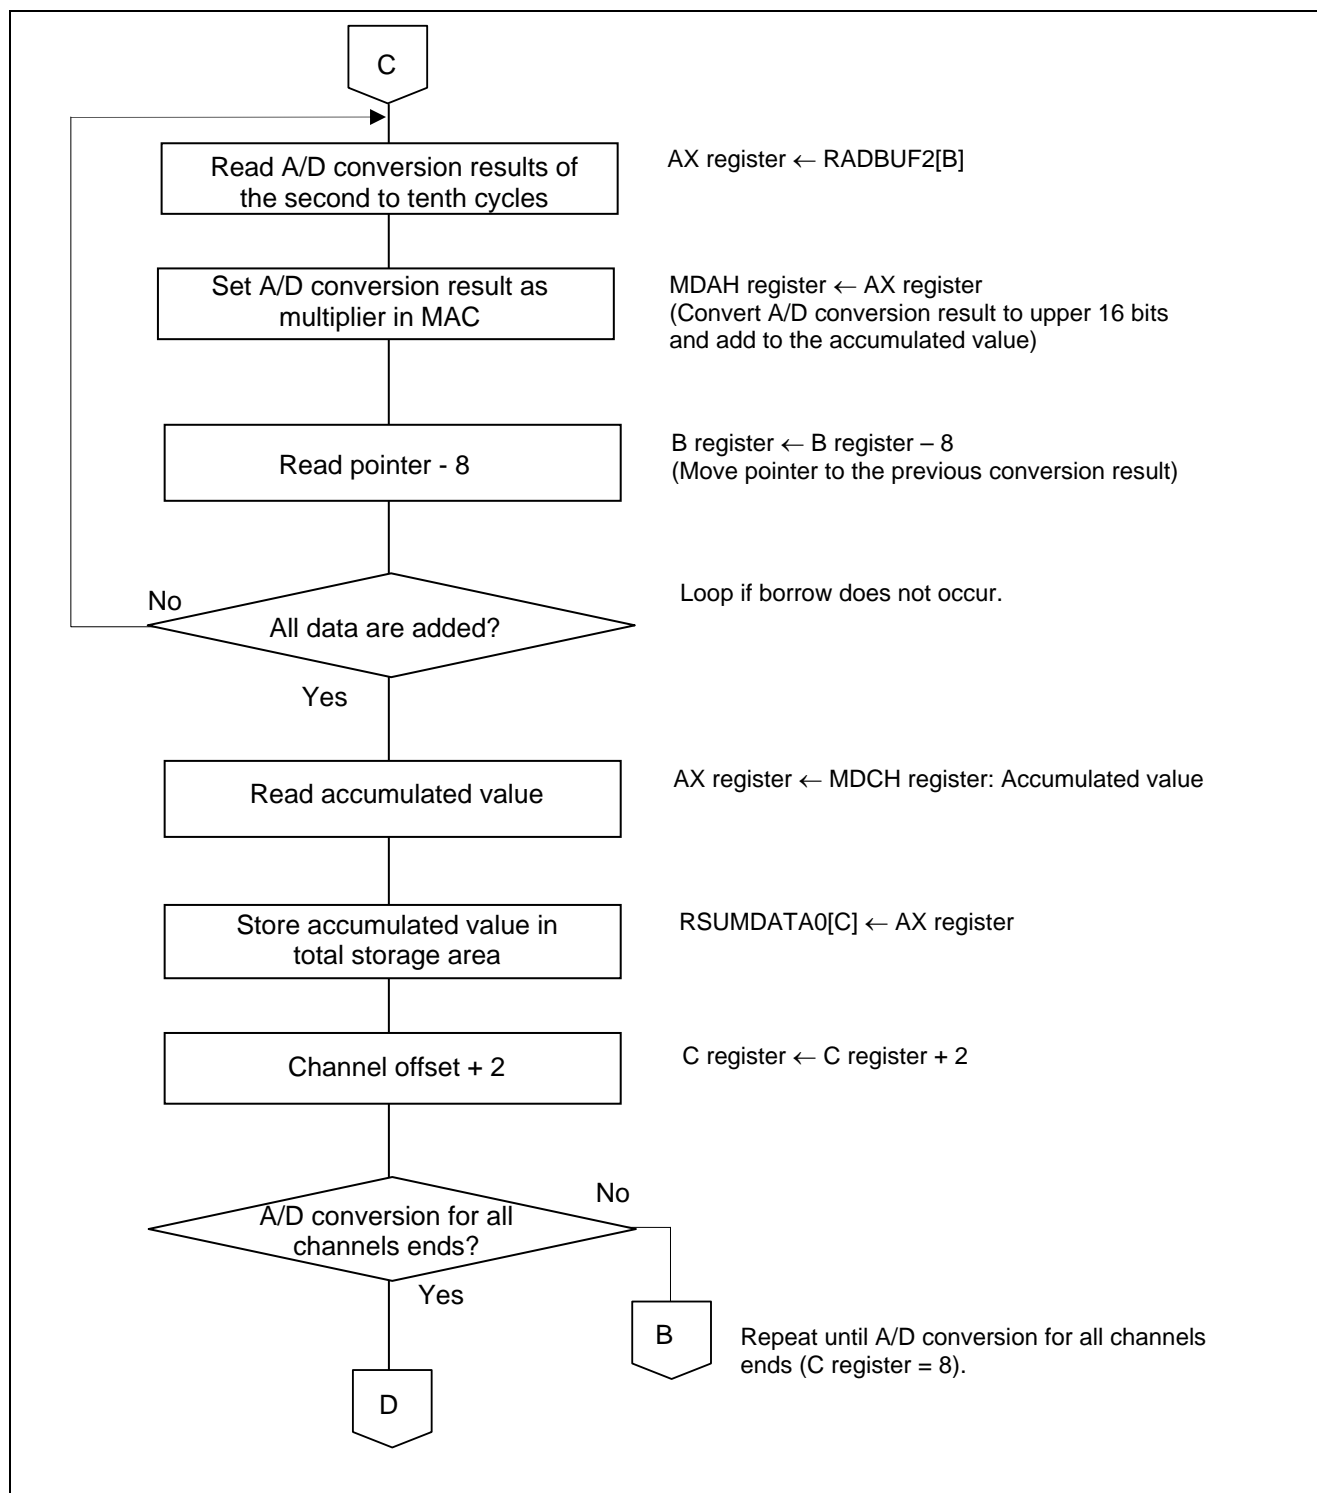 C
Read A/D conversion results of
the second to tenth cycles
AX register ← RADBUF2[B]
Set A/D conversion result as
multiplier in MAC
MDAH register ← AX register
(Convert A/D conversion result to upper 16 bits
and add to the accumulated value)
Read pointer - 8
B register ← B register – 8
(Move pointer to the previous conversion result)
No
All data are added?
Loop if borrow does not occur.
Yes
Read accumulated value
AX register ← MDCH register: Accumulated value
Store accumulated value in
total storage area
RSUMDATA0[C] ← AX register
Channel offset + 2
C register ← C register + 2
No
A/D conversion for all
channels ends?
Yes
B
Repeat until A/D conversion for all channels
ends (C register = 8).
D